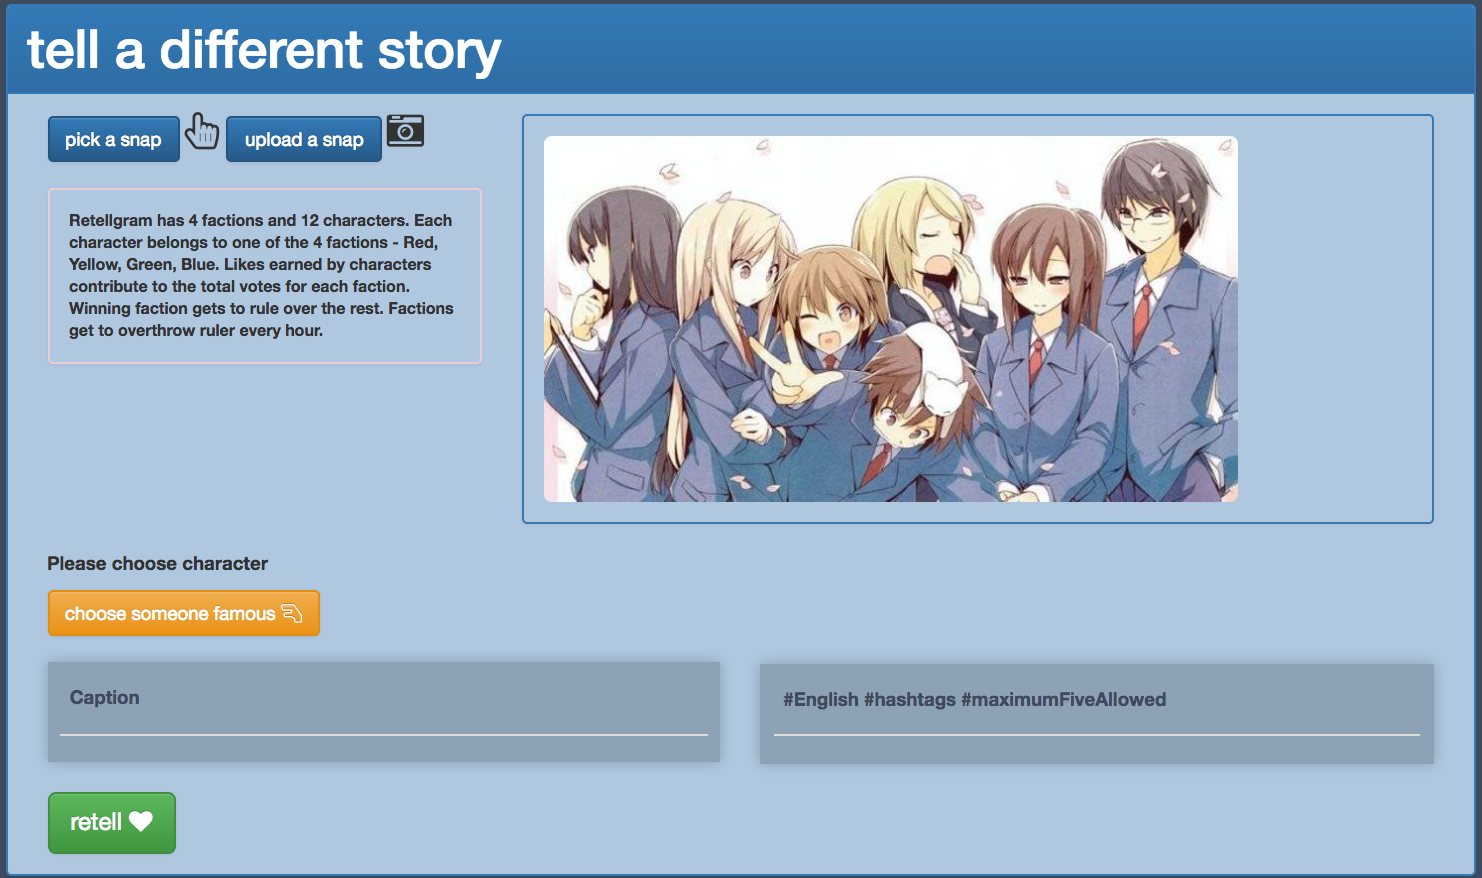 tell a different story
pick a snap
upload a snap
Retellgram has 4 factions and 12 characters. Each
character belongs to one of the 4 factions - Red,
Yellow, Green, Blue. Likes earned by characters
contribute to the total votes for each faction.
Winning faction gets to rule over the rest. Factions
get to overthrow ruler every hour.
Please choose character
choose someone famous
Caption
#English #hashtags #maximumFiveAllowed
retell